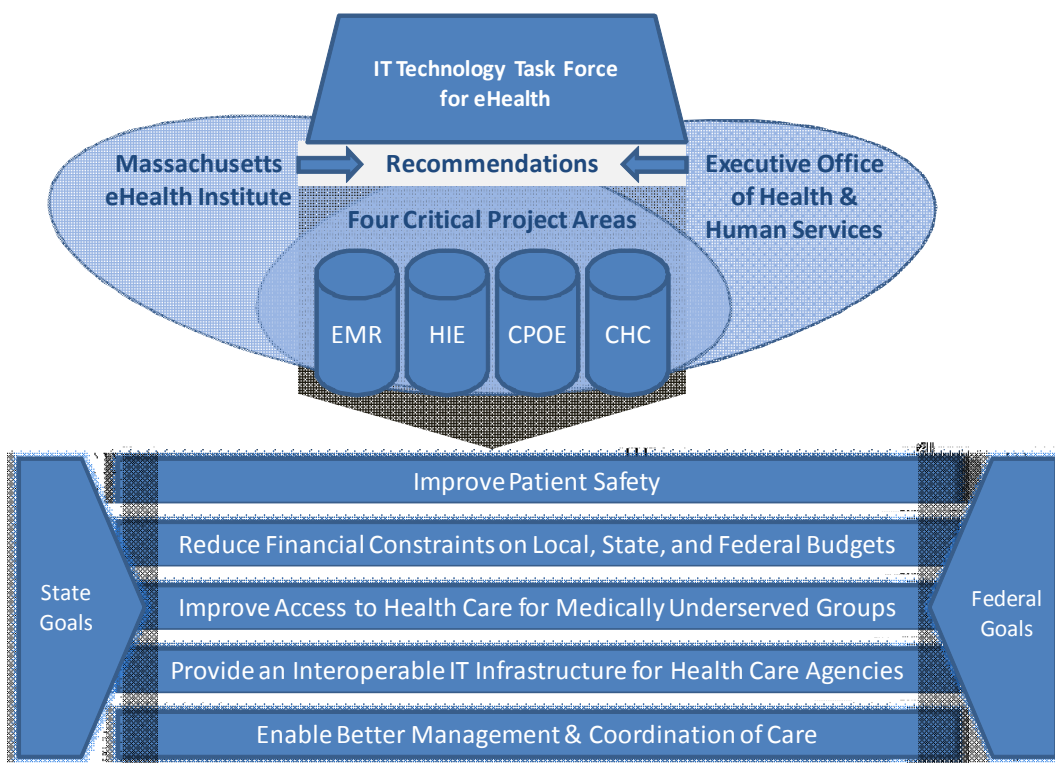 IT Technology Task Force
for eHealth
Massachusetts
eHealth Institute
Recommendations
Executive Office
of Health &
Human Services
Four Critical Project Areas
EMR
HIE
CPOE
CHC
State
Goals
Improve Patient Safety
Reduce Financial Constraints on Local, State, and Federal Budgets
Improve Access to Health Care for Medically Underserved Groups
Provide an Interoperable IT Infrastructure for Health Care Agencies
Enable Better Management & Coordination of Care
Federal
Goals